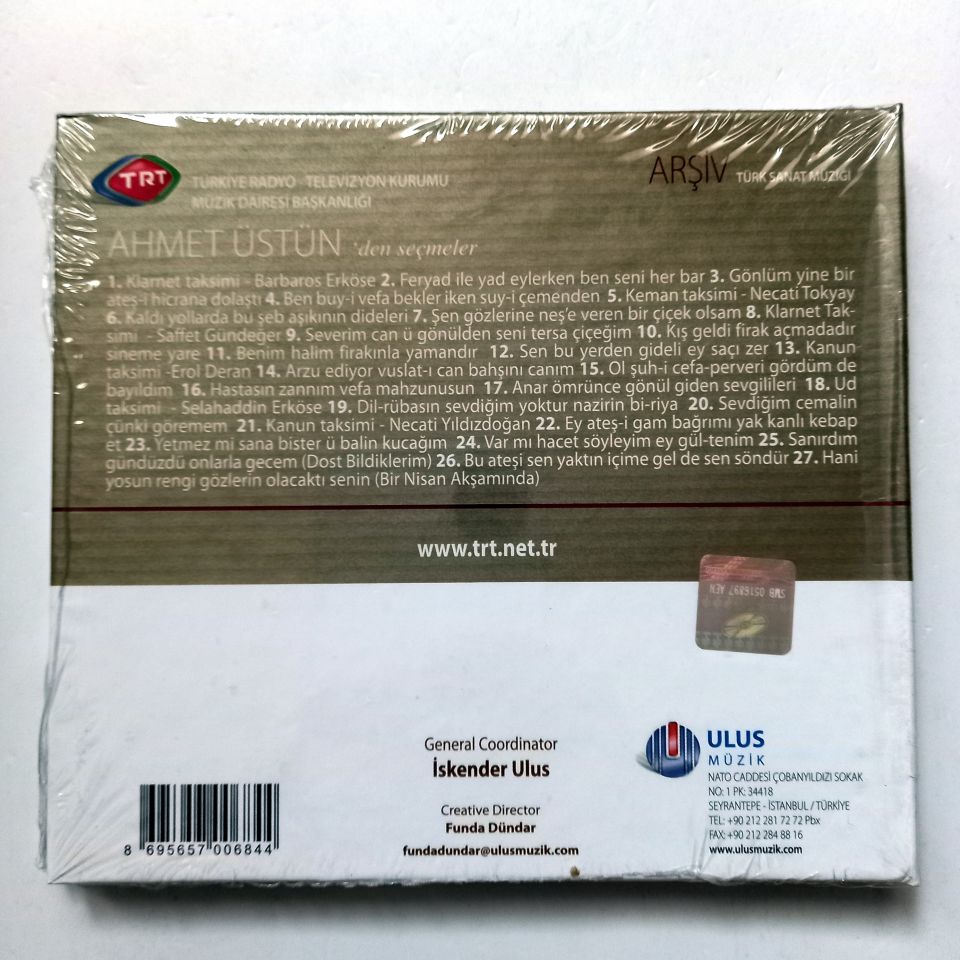 TRT
TÜRKİYE RADYO - TELEVİZYON KURUMU
MÜZİK DAİRESİ BAŞKANLIĞI
ARŞİV TÜRK SANAT MÜZİĞİ
AHMET ÜSTÜN 'den seçmeler
1. Klarnet taksimi - Barbaros Erköse 2. Feryad ile yad eylerken ben seni her bar 3. Gönlüm yine bir
ateş-i hicrana dolaştı 4. Ben buy-i vefa bekler iken suy-i çemenden 5. Keman taksimi - Necati Tokyay
6. Kaldı yollarda bu şeb aşıkının dideleri 7. Şen gözlerine neş'e veren bir çiçek olsam 8. Klarnet Tak-
simi - Saffet Gündeğer 9. Severim can ü gönülden seni tersa çiçeğim 10. Kış geldi firak açmadadır
sineme yare 11. Benim halim firakınla yamandır 12. Sen bu yerden gideli ey saçı zer 13. Kanun
taksimi -Erol Deran 14. Arzu ediyor vuslat-ı can bahşını canım 15. Ol şuh-i cefa-perveri gördüm de
bayıldım 16. Hastasın zannım vefa mahzunusun 17. Anar ömrünce gönül giden sevgilileri 18. Ud
taksimi - Selahaddin Erköse 19. Dil-rübasın sevdiğim yoktur nazirin bi-riya 20. Sevdiğim cemalin
çünki göremem 21. Kanun taksimi - Necati Yıldızdoğan 22. Ey ateş-i gam bağrımı yak kanlı kebap
et 23. Yetmez mi sana bister ü balin kucağım 24. Var mı hacet söyleyim ey gül-tenim 25. Sanırdım
gündüzdü onlarla gecem (Dost Bildiklerim) 26. Bu ateşi sen yaktın içime gel de sen söndür 27. Hani
yosun rengi gözlerin olacaktı senin (Bir Nisan Akşamında)
www.trt.net.tr
SMB 0516897 AEN
General Coordinator
İskender Ulus
Creative Director
Funda Dündar
fundadundar@ulusmuzik.com
ULUS
MÜZİK
NATO CADDESİ ÇOBANYILDIZI SOKAK
NO: 1 PK: 34418
SEYRANTEPE - İSTANBUL / TÜRKİYE
TEL: +90 212 281 72 72 Pbx
FAX: +90 212 284 88 16
www.ulusmuzik.com
8 695657 006844